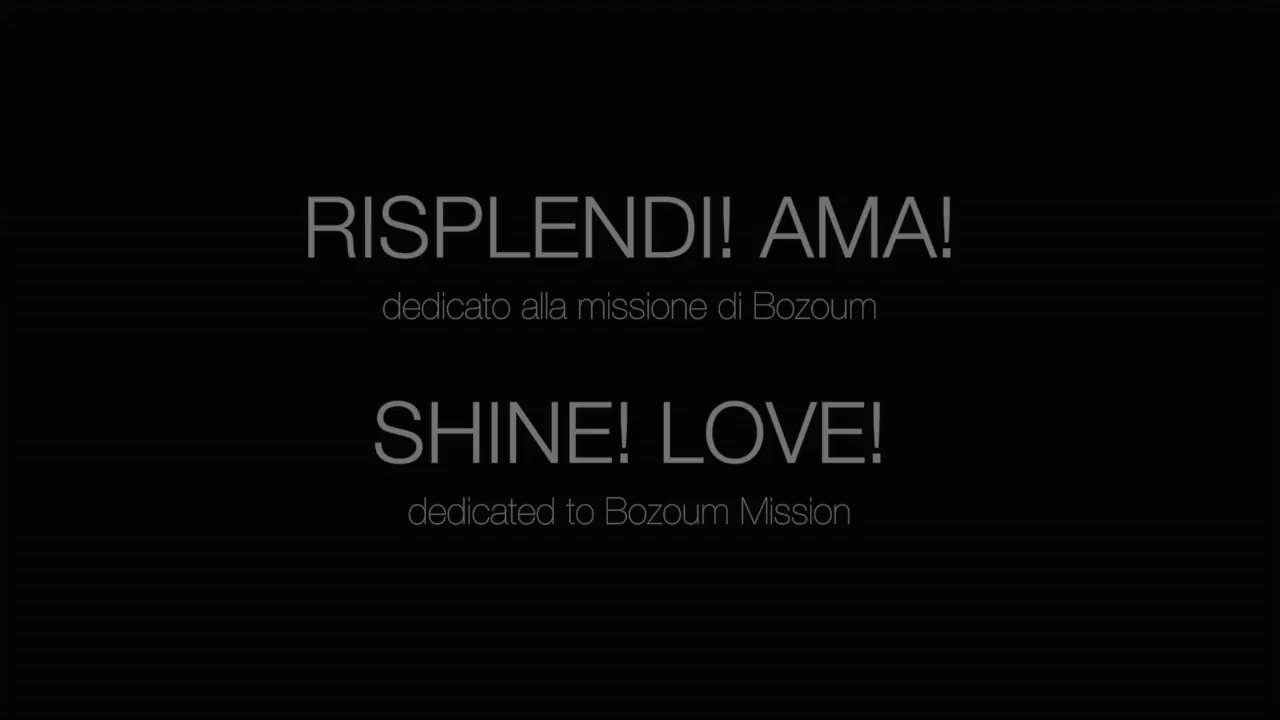 RISPLENDI! AMA!
dedicato alla missione di Bozoum
SHINE! LOVE!
dedicated to Bozoum Mission